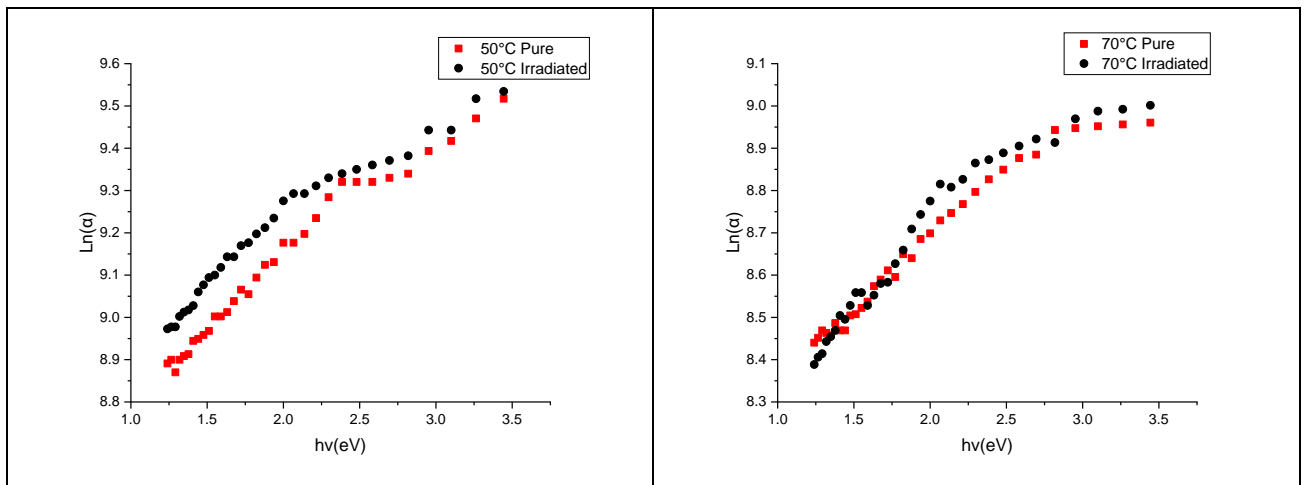 50°C Pure
50°C Irradiated
9.6
9.5
9.4
9.3
9.2
9.1
9.0
8.9
8.8
Ln(α)
1.0 1.5 2.0 2.5 3.0 3.5
hv(eV)
70°C Pure
70°C Irradiated
9.1
9.0
8.9
8.8
8.7
8.6
8.5
8.4
8.3
Ln(α)
1.0 1.5 2.0 2.5 3.0 3.5
hv(eV)